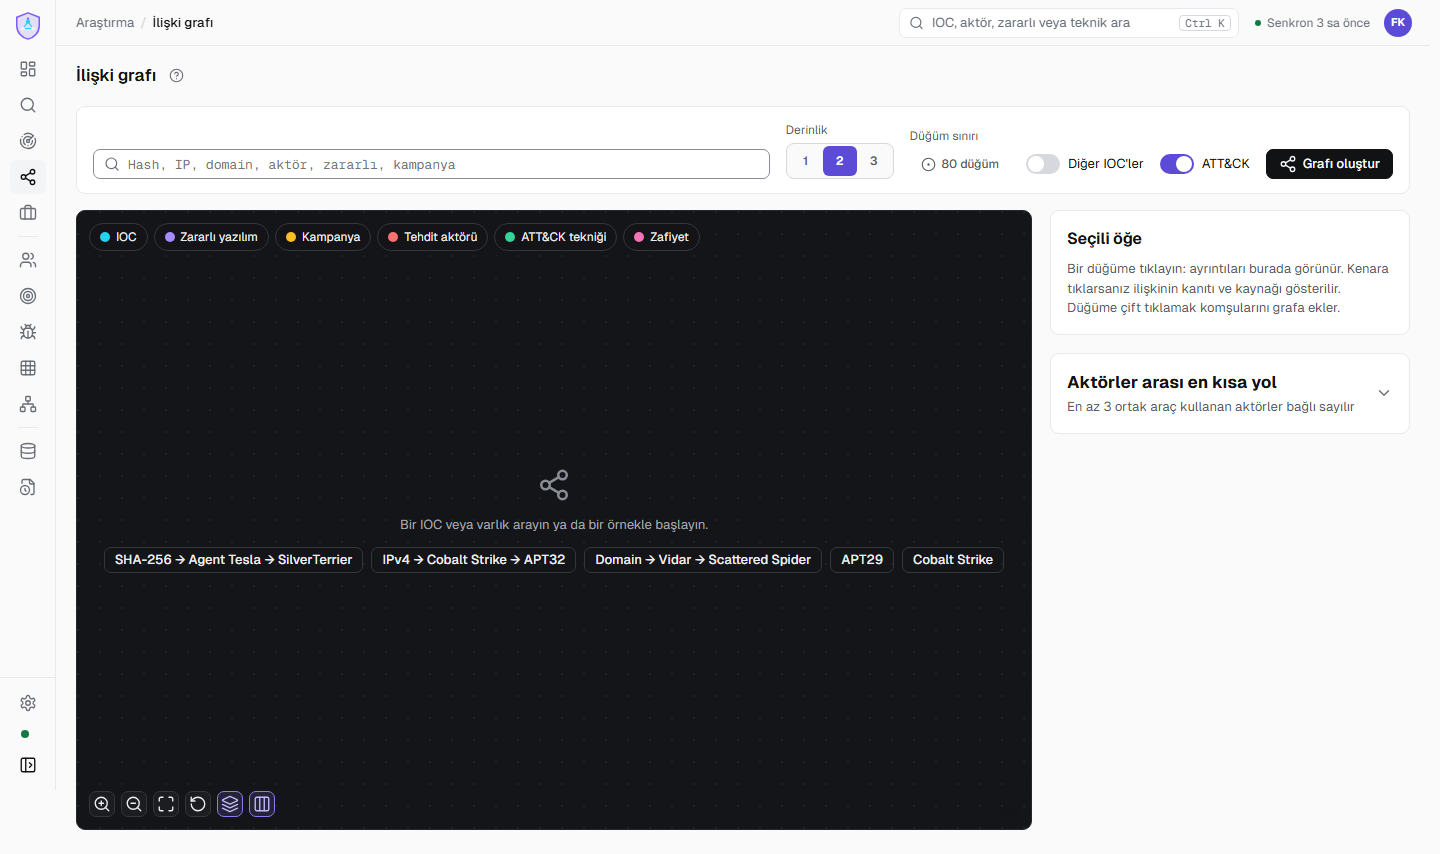 Araştırma / İlişki grafı
IOC, aktör, zararlı veya teknik ara
Ctrl K
Senkron 3 sa önce
FK
İlişki grafı
Hash, IP, domain, aktör, zararlı, kampanya
Derinlik
1 2 3
Düğüm sınırı
80 düğüm
Diğer IOC'ler
ATT&CK
Grafı oluştur
IOC
Zararlı yazılım
Kampanya
Tehdit aktörü
ATT&CK tekniği
Zafiyet
Bir IOC veya varlık arayın ya da bir örnekle başlayın.
SHA-256 → Agent Tesla → SilverTerrier
IPv4 → Cobalt Strike → APT32
Domain → Vidar → Scattered Spider
APT29
Cobalt Strike
Seçili öğe
Bir düğüme tıklayın: ayrıntıları burada görünür. Kenara
tıklarsanız ilişkinin kanıtı ve kaynağı gösterilir.
Düğüme çift tıklamak komşularını grafa ekler.
Aktörler arası en kısa yol
En az 3 ortak araç kullanan aktörler bağlı sayılır